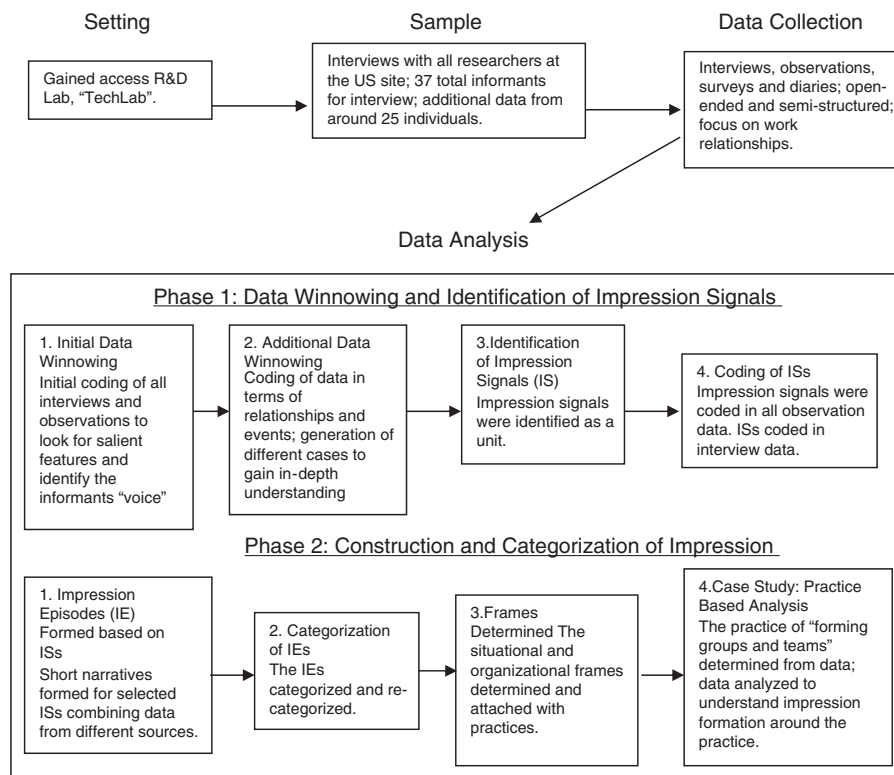 Setting
Sample
Data Collection
Gained access R&D
Lab, “TechLab”.
Interviews with all researchers at
the US site; 37 total informants
for interview; additional data from
around 25 individuals.
Interviews, observations,
surveys and diaries; open-
ended and semi-structured;
focus on work
relationships.
Data Analysis
Phase 1: Data Winnowing and Identification of Impression Signals
1. Initial Data
Winnowing
Initial coding of all
interviews and
observations to
look for salient
features and
identify the
informants “voice”
2. Additional Data
Winnowing
Coding of data in
terms of
relationships and
events; generation of
different cases to
gain in-depth
understanding
3.Identification
of Impression
Signals (IS)
Impression signals
were identified as a
unit.
4. Coding of ISs
Impression signals were
coded in all observation
data. ISs coded in
interview data.
Phase 2: Construction and Categorization of Impression
1. Impression
Episodes (IE)
Formed based on
ISs
Short narratives
formed for selected
ISs combining data
from different sources.
2. Categorization
of IEs
The IEs
categorized and re-
categorized.
3.Frames
Determined The
situational and
organizational frames
determined and
attached with
practices.
4.Case Study: Practice
Based Analysis
The practice of “forming
groups and teams”
determined from data;
data analyzed to
understand impression
formation around the
practice.